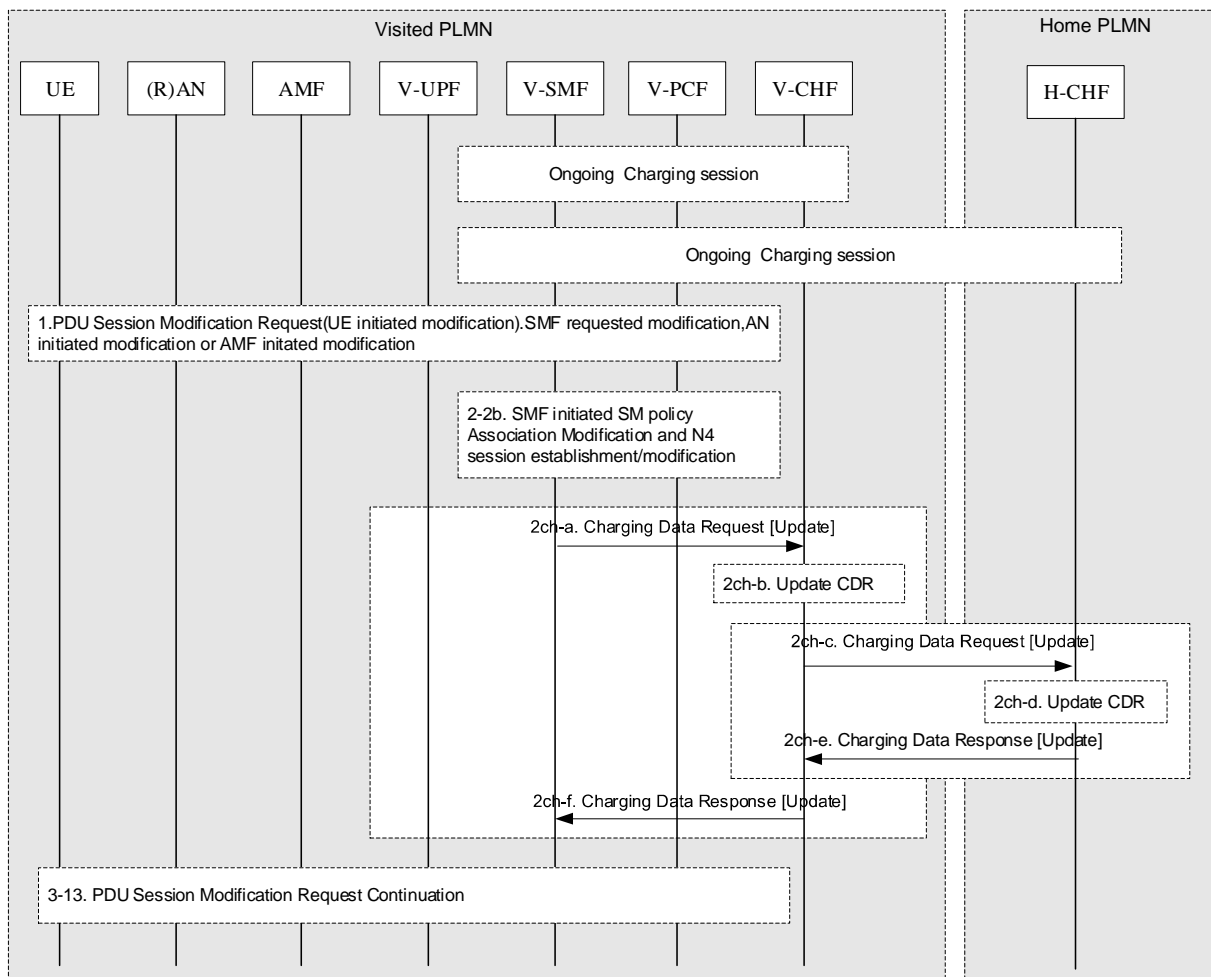 Visited PLMN
Home PLMN
UE
(R)AN
AMF
V-UPF
V-SMF
V-PCF
V-CHF
H-CHF
Ongoing Charging session
Ongoing Charging session
1.PDU Session Modification Request(UE initiated modification).SMF requested modification,AN
initiated modification or AMF initated modification
2-2b. SMF initiated SM policy
Association Modification and N4
session establishment/modification
2ch-a. Charging Data Request [Update]
2ch-b. Update CDR
2ch-c. Charging Data Request [Update]
2ch-d. Update CDR
2ch-e. Charging Data Response [Update]
2ch-f. Charging Data Response [Update]
3-13. PDU Session Modification Request Continuation